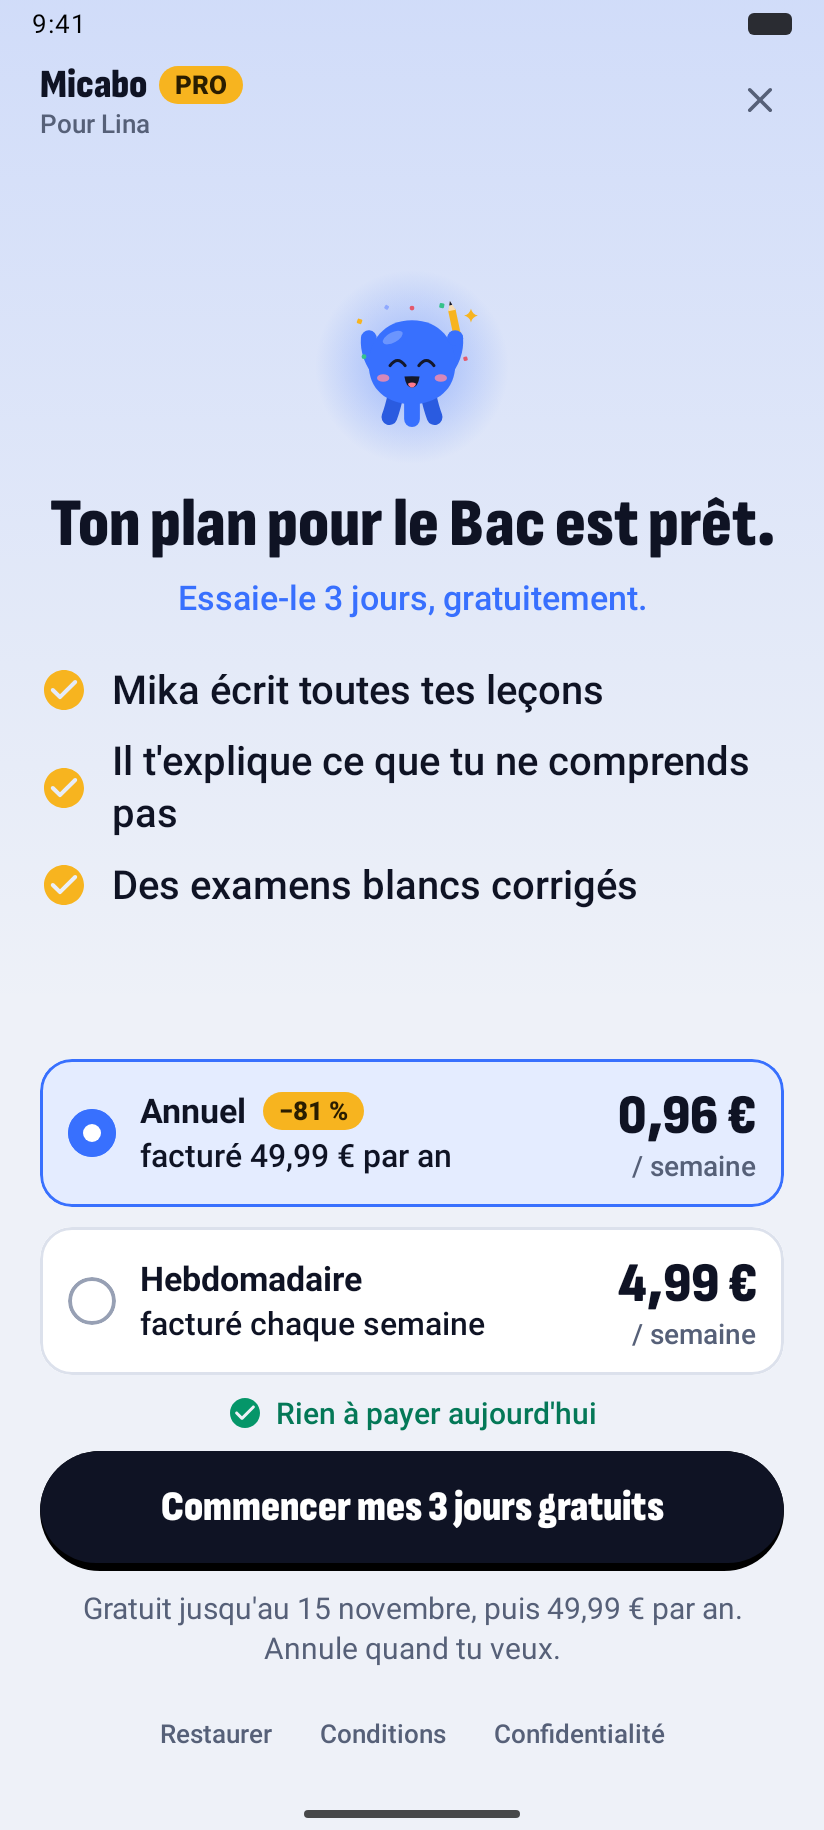 9:41
Micabo PRO
Pour Lina
Ton plan pour le Bac est prêt.
Essaie-le 3 jours, gratuitement.
Mika écrit toutes tes leçons
Il t'explique ce que tu ne comprends
pas
Des examens blancs corrigés
Annuel −81 %
facturé 49,99 € par an
0,96 €
/ semaine
Hebdomadaire
facturé chaque semaine
4,99 €
/ semaine
Rien à payer aujourd'hui
Commencer mes 3 jours gratuits
Gratuit jusqu'au 15 novembre, puis 49,99 € par an.
Annule quand tu veux.
Restaurer Conditions Confidentialité